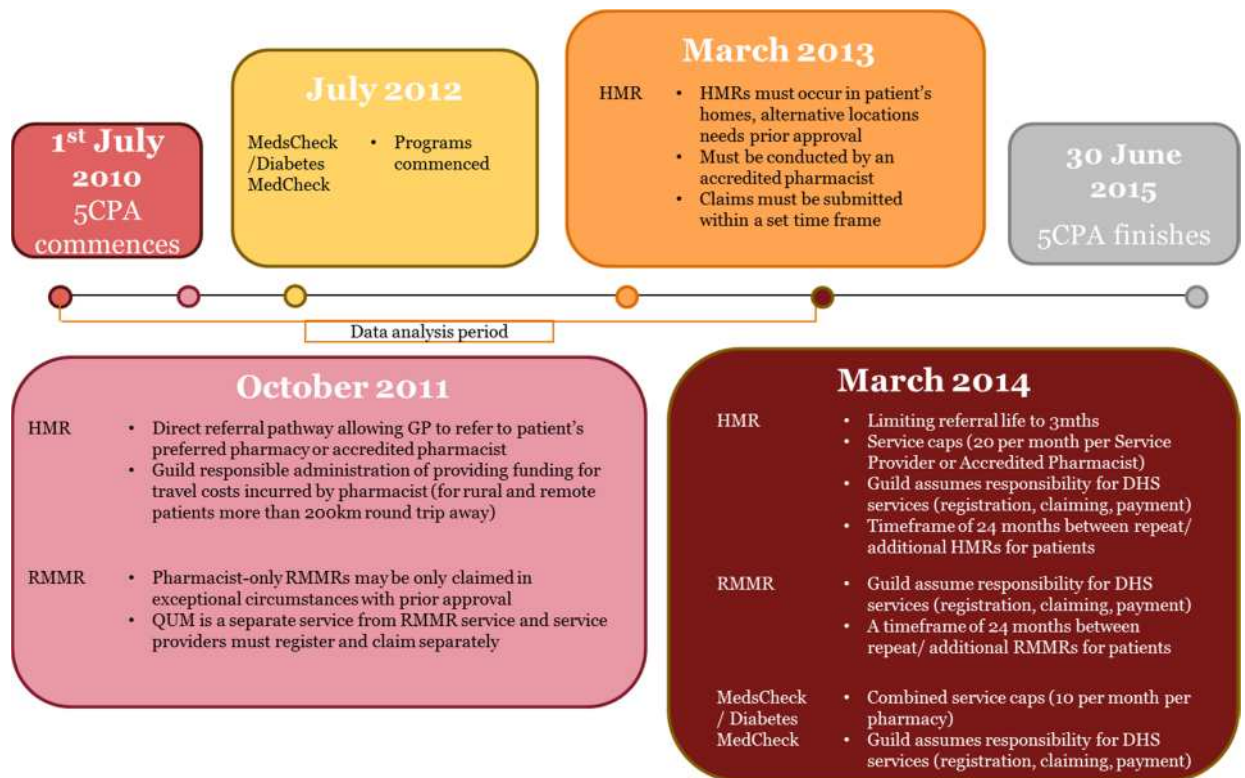 1st July
2010
5CPA
commences
July 2012
MedsCheck
/Diabetes
MedCheck
• Programs
commenced
March 2013
HMR
• HMRs must occur in patient's
homes, alternative locations
needs prior approval
• Must be conducted by an
accredited pharmacist
• Claims must be submitted
within a set time frame
30 June
2015
5CPA finishes
Data analysis period
October 2011
HMR
• Direct referral pathway allowing GP to refer to patient's
preferred pharmacy or accredited pharmacist
• Guild responsible administration of providing funding for
travel costs incurred by pharmacist (for rural and remote
patients more than 200km round trip away)
RMMR
• Pharmacist-only RMMRs may be only claimed in
exceptional circumstances with prior approval
• QUM is a separate service from RMMR service and service
providers must register and claim separately
March 2014
HMR
• Limiting referral life to 3mths
• Service caps (20 per month per Service
Provider or Accredited Pharmacist)
• Guild assumes responsibility for DHS
services (registration, claiming, payment)
• Timeframe of 24 months between repeat/
additional HMRs for patients
RMMR
• Guild assume responsibility for DHS
services (registration, claiming, payment)
• A timeframe of 24 months between
repeat/ additional RMMRs for patients
MedsCheck
/ Diabetes
MedCheck
• Combined service caps (10 per month per
pharmacy)
• Guild assumes responsibility for DHS
services (registration, claiming, payment)